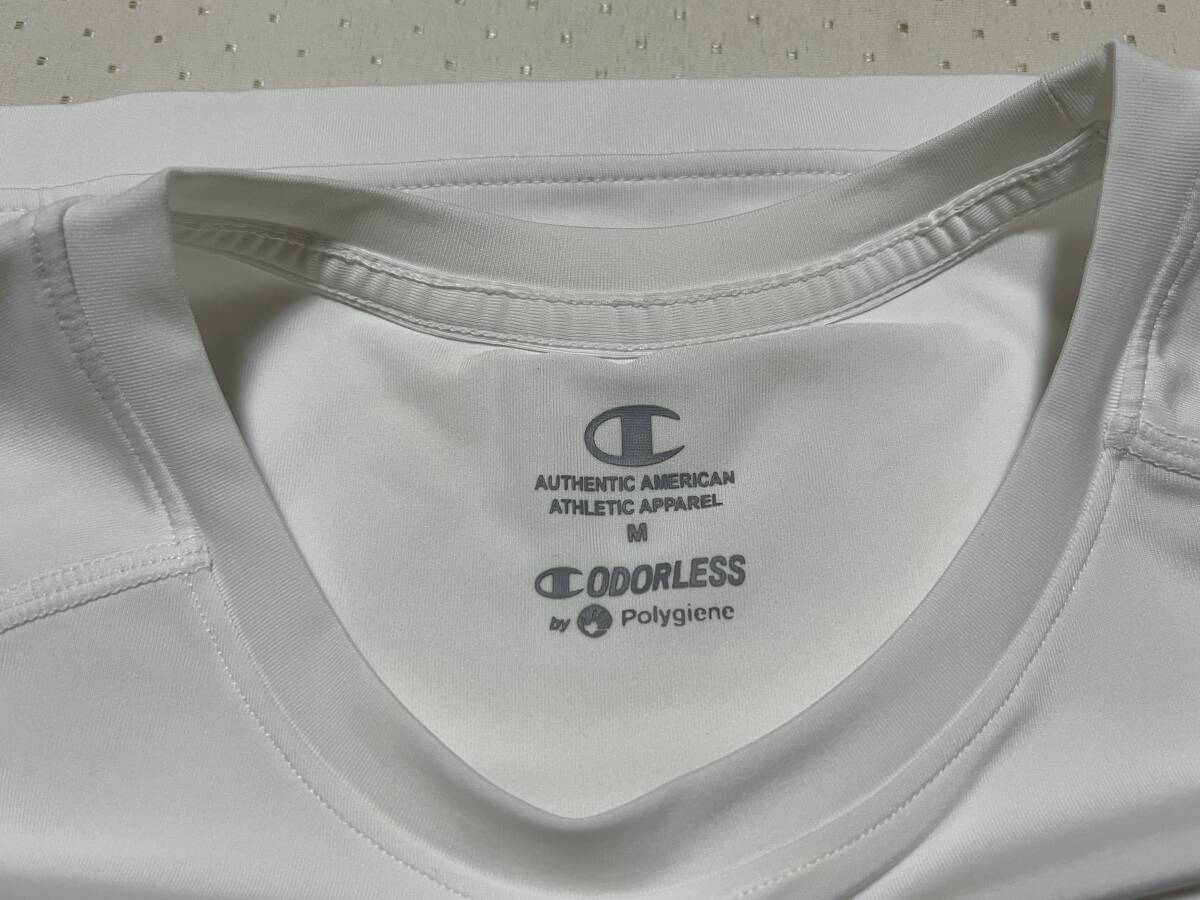 AUTHENTIC AMERICAN
ATHLETIC APPAREL
M
ODORLESS
by Polygiene